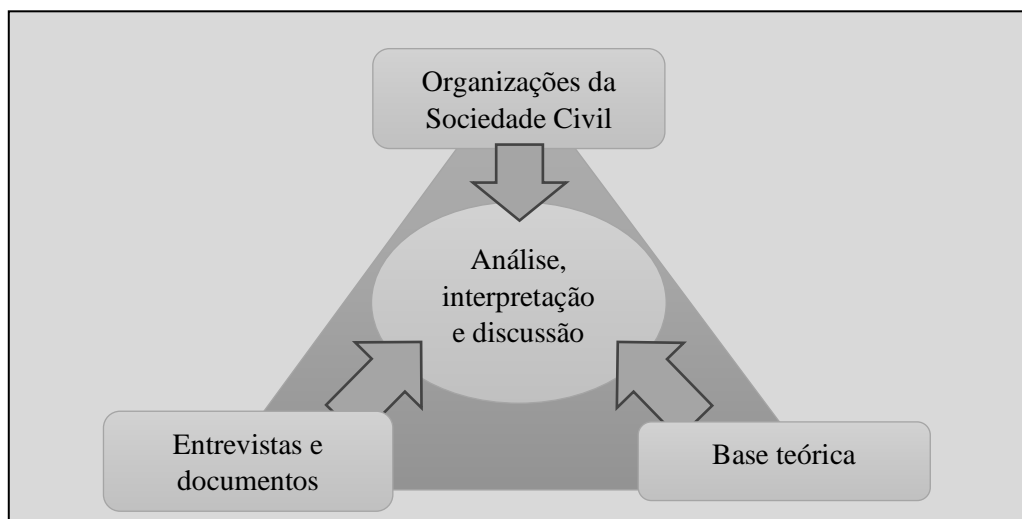 Organizações da
Sociedade Civil
Análise,
interpretação
e discussão
Entrevistas e
documentos
Base teórica